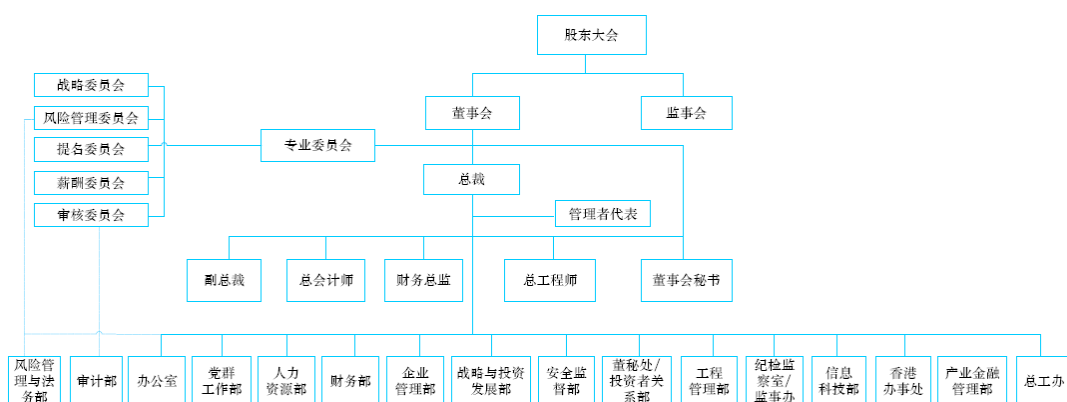 股东大会
战略委员会
董事会
监事会
风险管理委员会
专业委员会
提名委员会
总裁
薪酬委员会
管理者代表
审核委员会
副总裁
总会计师
财务总监
总工程师
董事会秘书
风险管
理与法
务部
审计部
办公室
党群
工作部
人力
资源部
财务部
企业
管理部
战略与投资
发展部
安全监
督部
董秘处/
投资者关
系部
工程
管理部
纪检监
察室/
监事办
信息
科技部
香港
办事处
产业金融
管理部
总工办